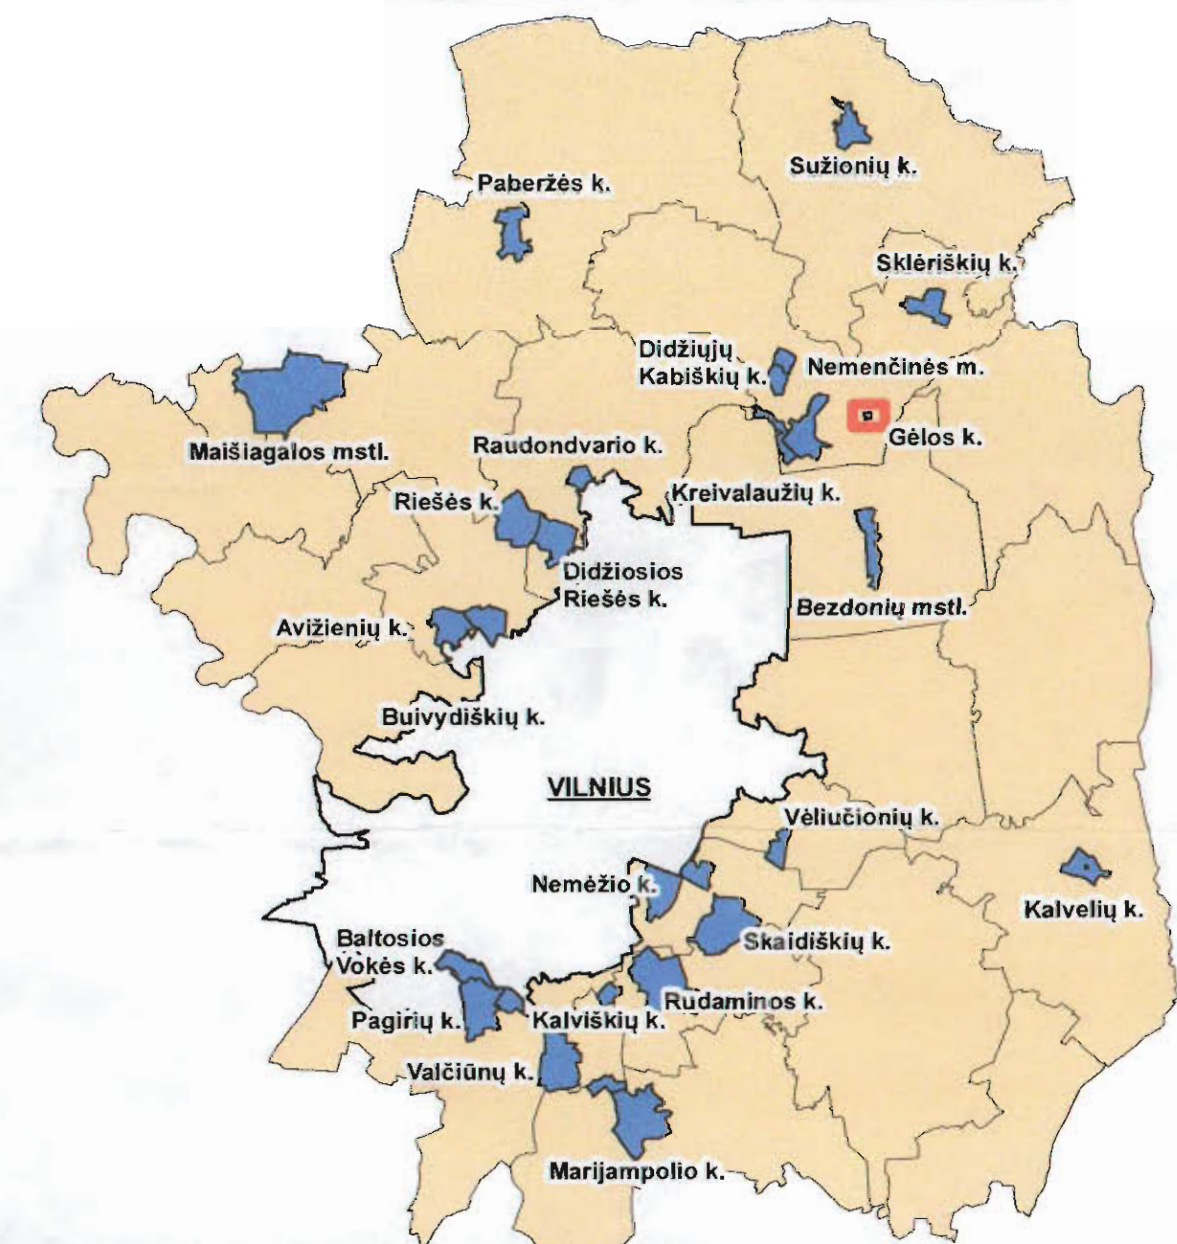 Sužionių k.
Paberžės k.
Sklėriškių k.
Didžiųjų
Kabiškių k.
Nemenčinės m.
Gėlos k.
Maišiagalos mstl.
Raudondvario k.
Riešės k.
Kreivalaužių k.
Didžiosios
Riešės k.
Bezdonių mstl.
Avižienių k.
Buivydiškių k.
VILNIUS
Vėliučionių k.
Nemėžio k.
Kalvelių k.
Skaidiškių k.
Baltosios
Vokės k.
Rudaminos k.
Pagirių k.
Kalviškių k.
Valčiūnų k.
Marijampolio k.